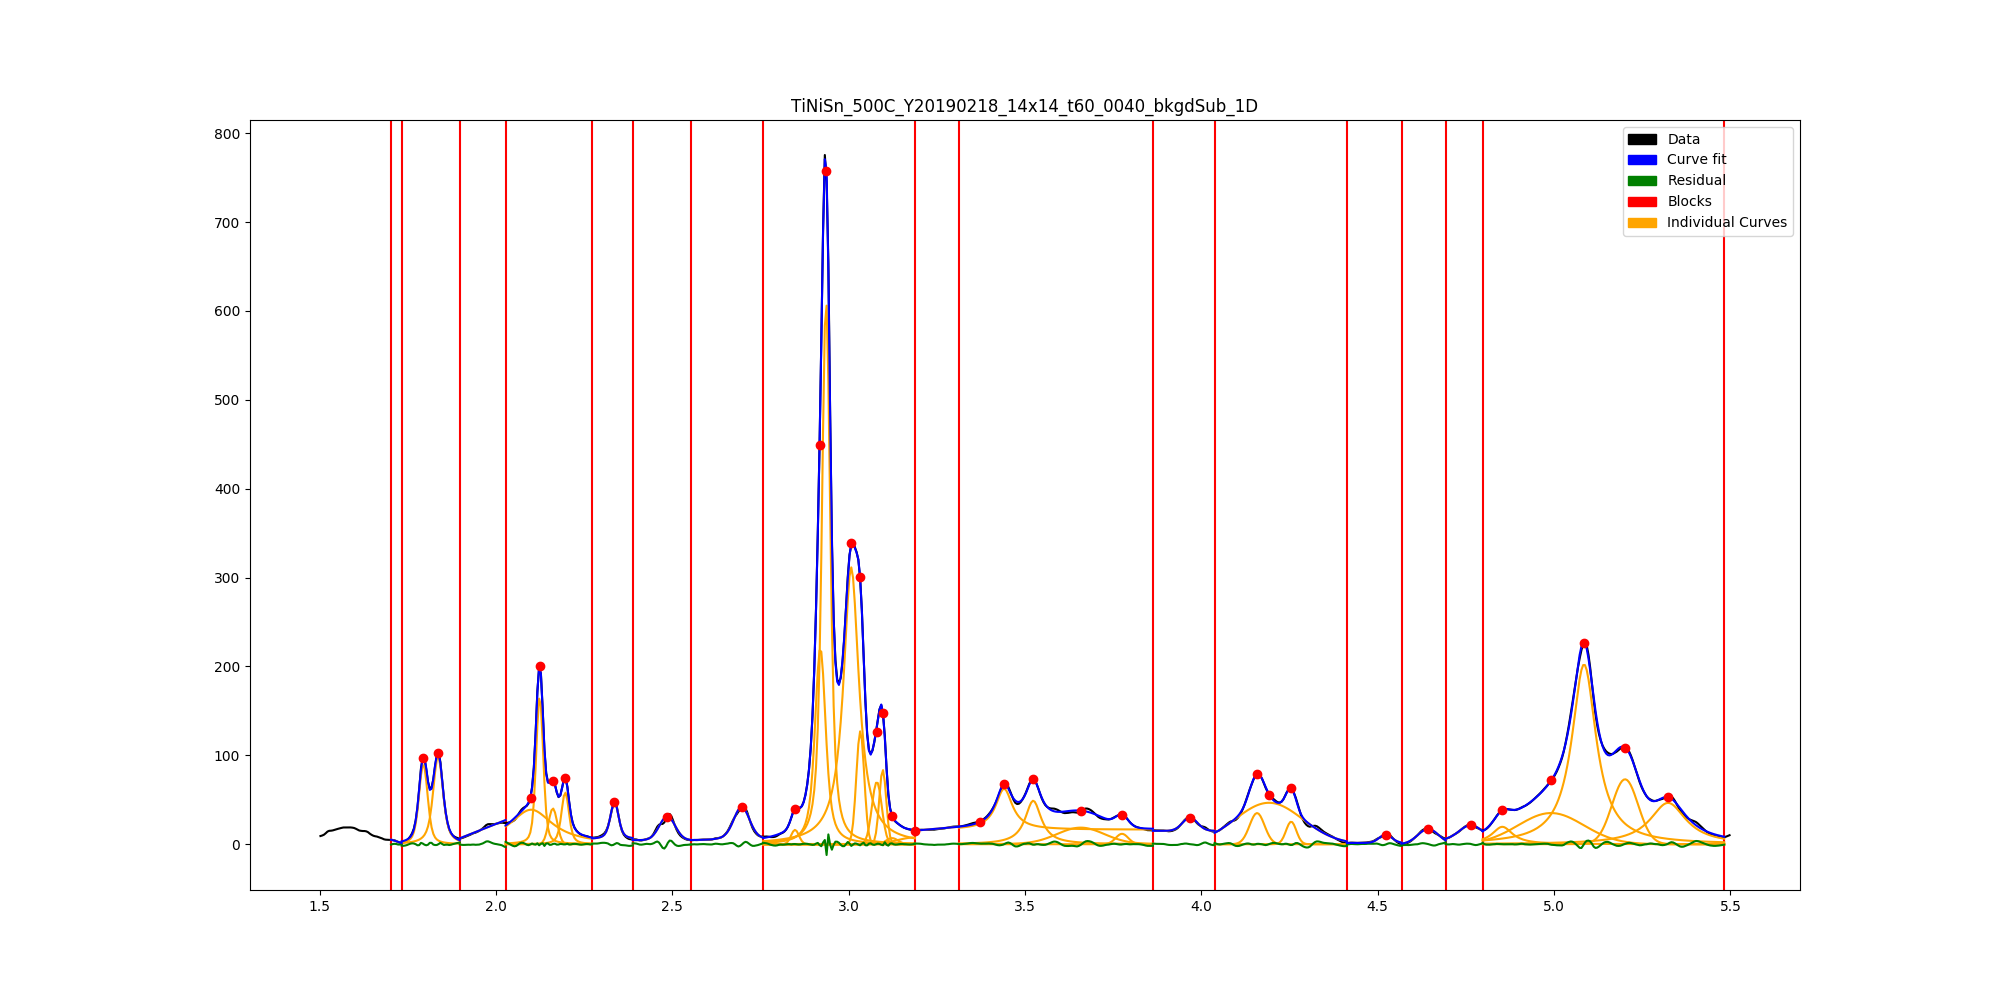 TiNiSn_500C_Y20190218_14x14_t60_0040_bkgdSub_1D
800
700
600
500
400
300
200
100
0
1.5 2.0 2.5 3.0 3.5 4.0 4.5 5.0 5.5
Data
Curve fit
Residual
Blocks
Individual Curves